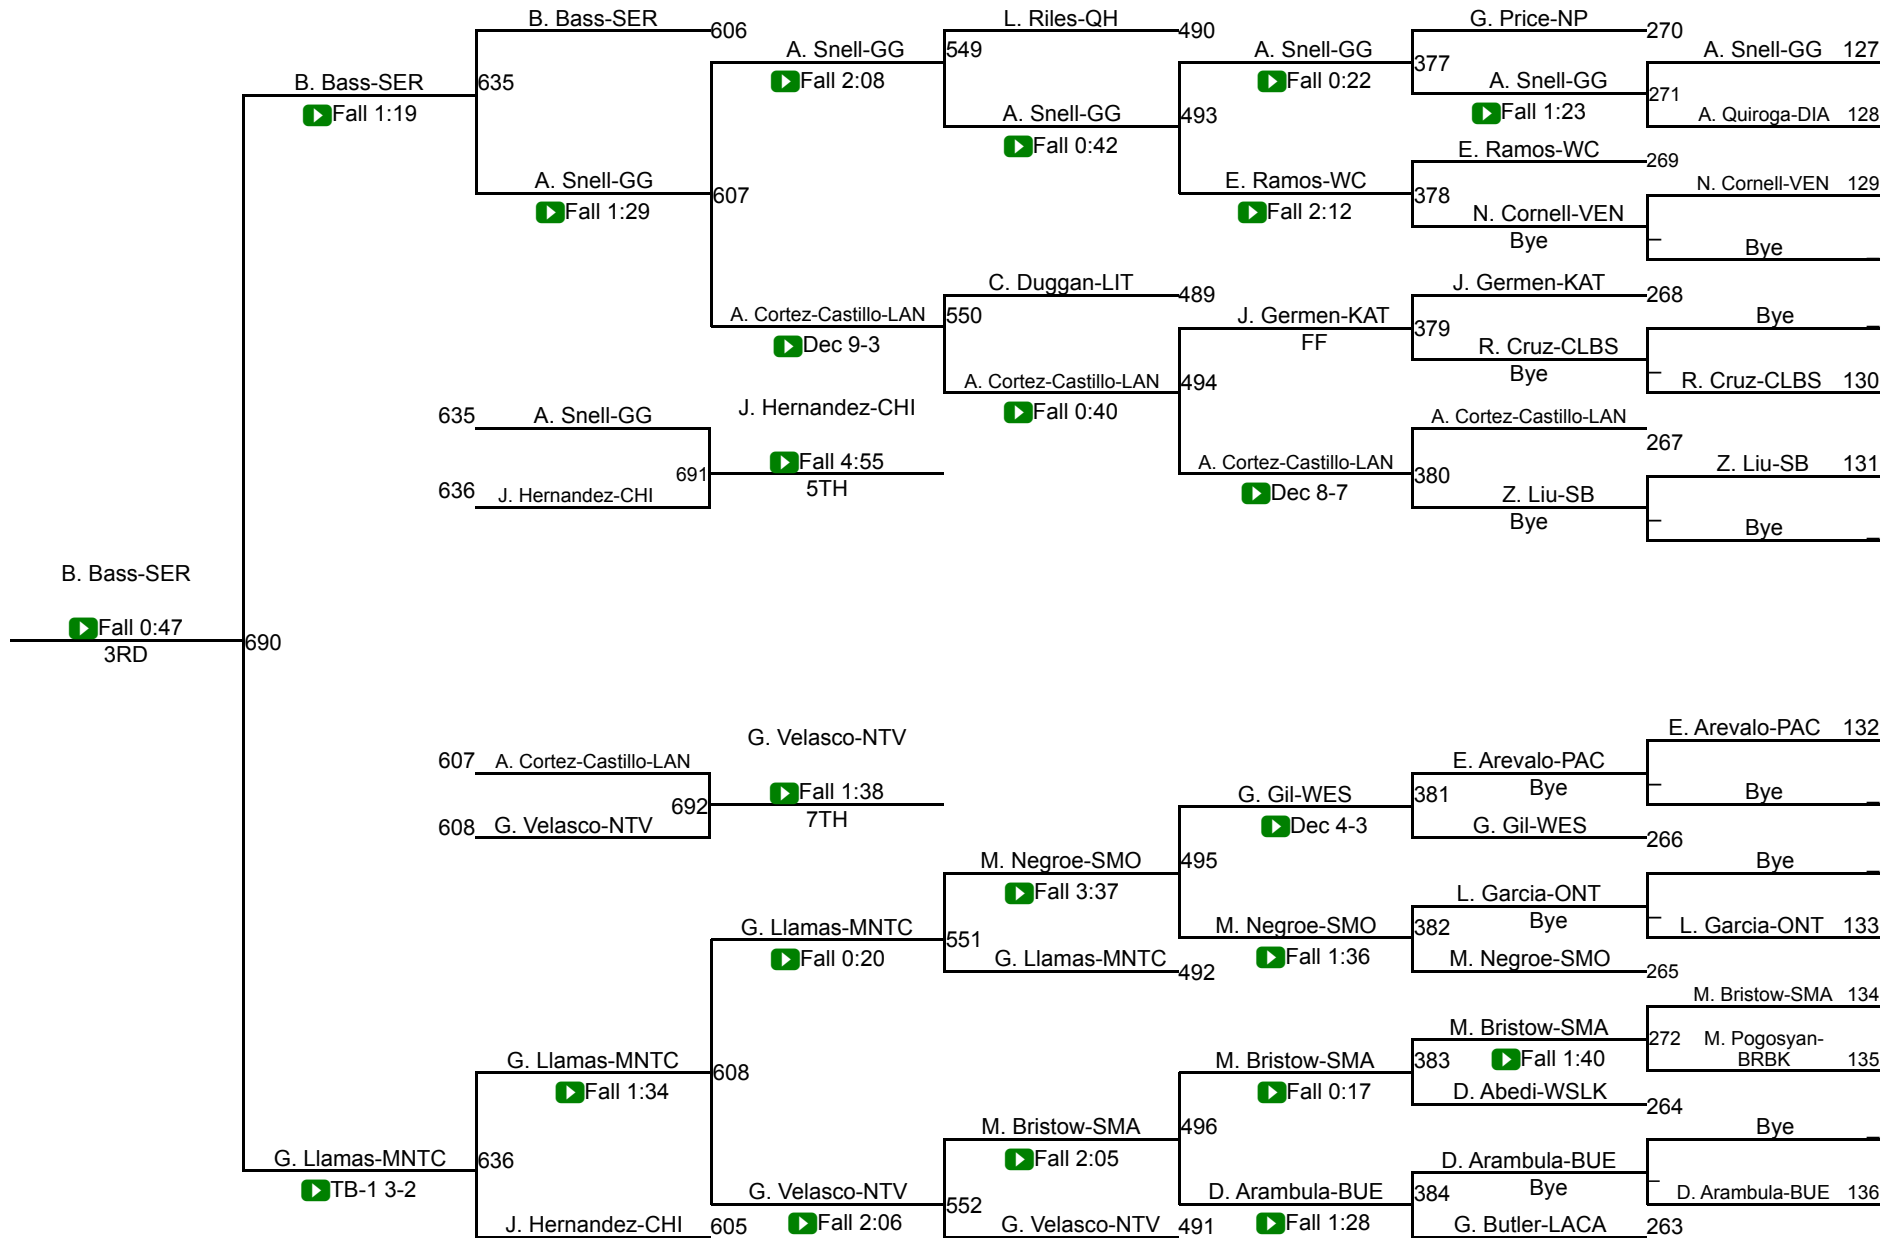 B. Bass-SER
606
L. Riles-QH
490
G. Price-NP
270
A. Snell-GG
549
A. Snell-GG
377
A. Snell-GG 127
B. Bass-SER
635
Fall 2:08
Fall 0:22
A. Snell-GG
271
Fall 1:19
A. Snell-GG
493
Fall 1:23
A. Quiroga-DIA 128
Fall 0:42
E. Ramos-WC
269
A. Snell-GG
607
E. Ramos-WC
378
N. Cornell-VEN 129
Fall 1:29
Fall 2:12
N. Cornell-VEN
Bye
Bye
C. Duggan-LIT
489
J. Germen-KAT
268
A. Cortez-Castillo-LAN
550
J. Germen-KAT
379
Bye
Dec 9-3
FF
R. Cruz-CLBS
Bye
A. Cortez-Castillo-LAN
494
R. Cruz-CLBS 130
J. Hernandez-CHI
Fall 0:40
635
A. Snell-GG
A. Cortez-Castillo-LAN
267
691
Fall 4:55
5TH
A. Cortez-Castillo-LAN
380
Z. Liu-SB 131
636
J. Hernandez-CHI
Dec 8-7
Z. Liu-SB
Bye
Bye
B. Bass-SER
Fall 0:47
3RD
690
G. Velasco-NTV
E. Arevalo-PAC 132
607
A. Cortez-Castillo-LAN
E. Arevalo-PAC
Bye
692
Fall 1:38
7TH
G. Gil-WES
381
Bye
608
G. Velasco-NTV
Dec 4-3
G. Gil-WES
266
M. Negroe-SMO
495
Bye
Fall 3:37
L. Garcia-ONT
Bye
G. Llamas-MNTC
551
M. Negroe-SMO
382
L. Garcia-ONT 133
Fall 0:20
G. Llamas-MNTC
492
Fall 1:36
M. Negroe-SMO
265
M. Bristow-SMA 134
G. Llamas-MNTC
608
M. Bristow-SMA
383
M. Bristow-SMA
272
M. Pogosyan-
BRBK 135
Fall 1:34
Fall 0:17
Fall 1:40
D. Abedi-WSLK
264
M. Bristow-SMA
496
Bye
G. Llamas-MNTC
636
Fall 2:05
D. Arambula-BUE
Bye
TB-1 3-2
G. Velasco-NTV
552
D. Arambula-BUE
384
D. Arambula-BUE 136
J. Hernandez-CHI
605
Fall 2:06
G. Velasco-NTV
491
Fall 1:28
G. Butler-LACA
263